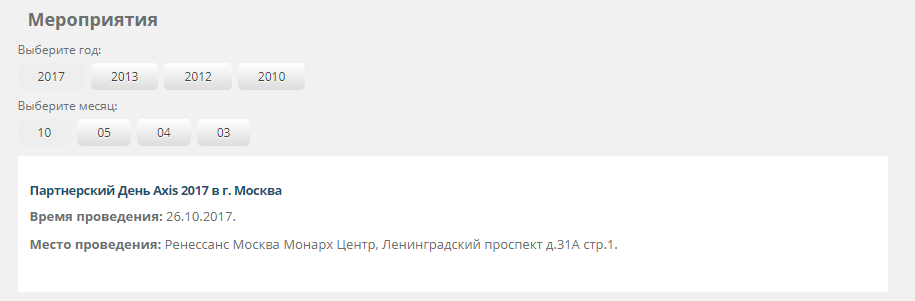 Мероприятия
Выберите год:
2017 2013 2012 2010
Выберите месяц:
10 05 04 03
Партнерский День Axis 2017 в г. Москва
Время проведения: 26.10.2017.
Место проведения: Ренессанс Москва Монарх Центр, Ленинградский проспект д.31А стр.1.